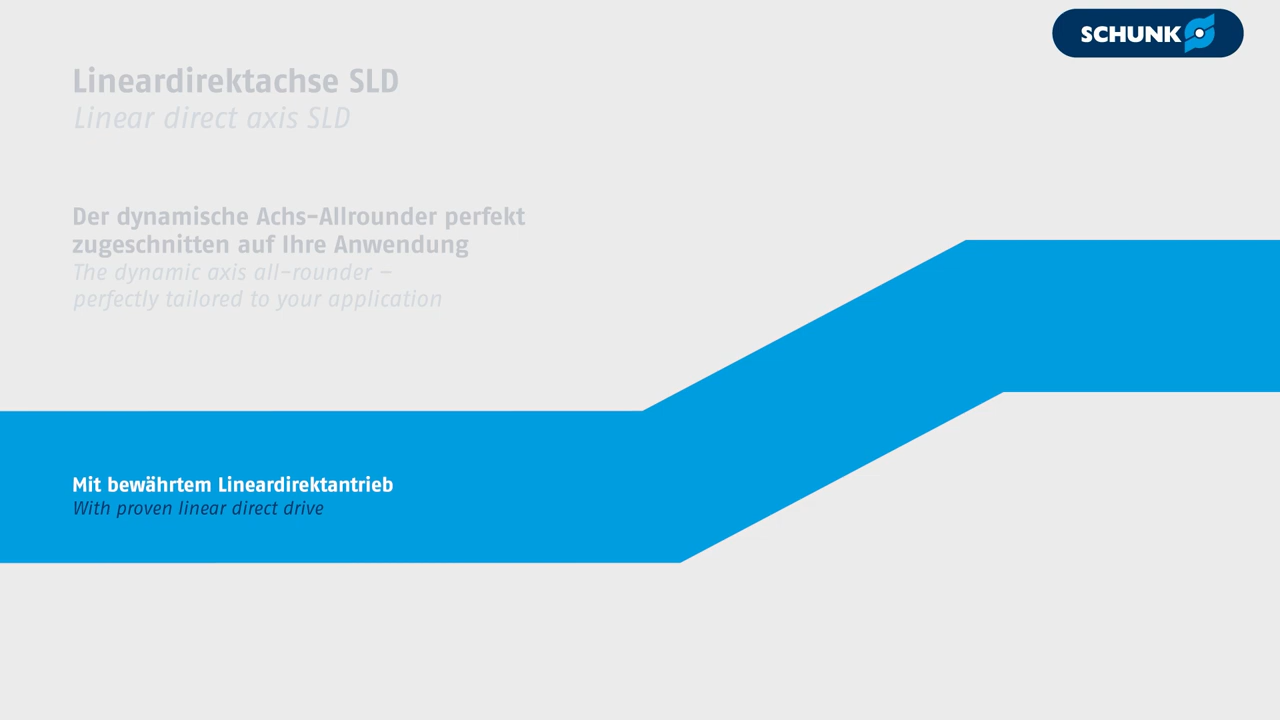 SCHUNK
Lineardirektachse SLD
Linear direct axis SLD
Der dynamische Achs-Allrounder perfekt
zugeschnitten auf Ihre Anwendung
The dynamic axis all-rounder –
perfectly tailored to your application
Mit bewährtem Lineardirektantrieb
With proven linear direct drive